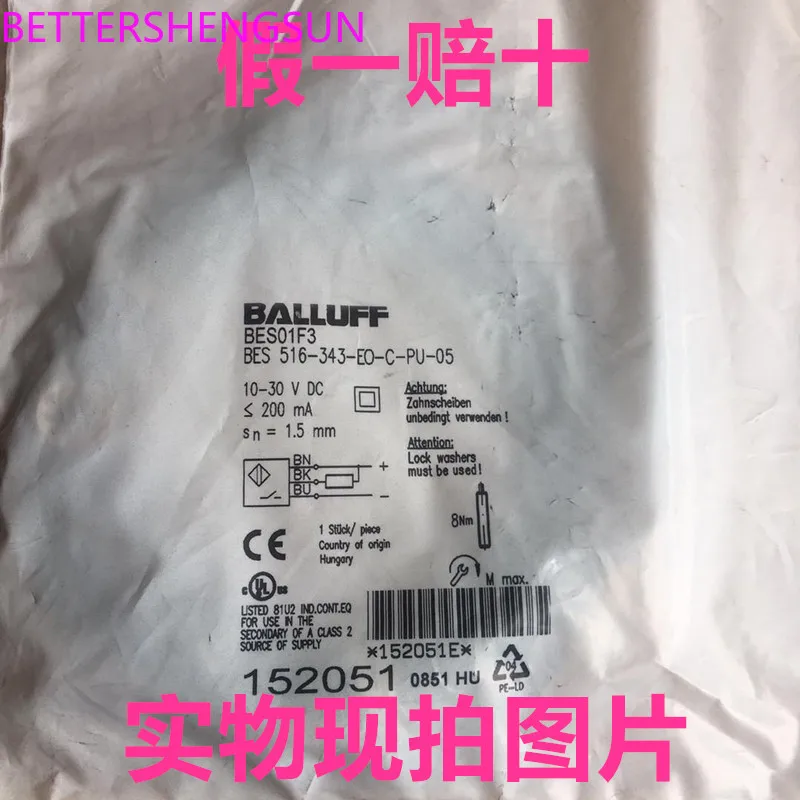 BETTERSHENGSUN
假一赔十
BALLUFF
BES01F3
BES 516-343-EO-C-PU-05
10-30 V DC
≤ 200 mA
sn = 1.5 mm
Achtung:
Zahnscheiben
unbedingt verwenden!
Attention:
Lock washers
must be used!
BN
+
BK
BU
-
8Nm
M max.
CE
1 Stück/ piece
Country of origin
Hungary
c UL us
LISTED 81U2 IND.CONT.EQ
FOR USE IN THE
SECONDARY OF A CLASS 2
SOURCE OF SUPPLY
*152051E*
152051 0851 HU
04
PE-LD
实物现拍图片